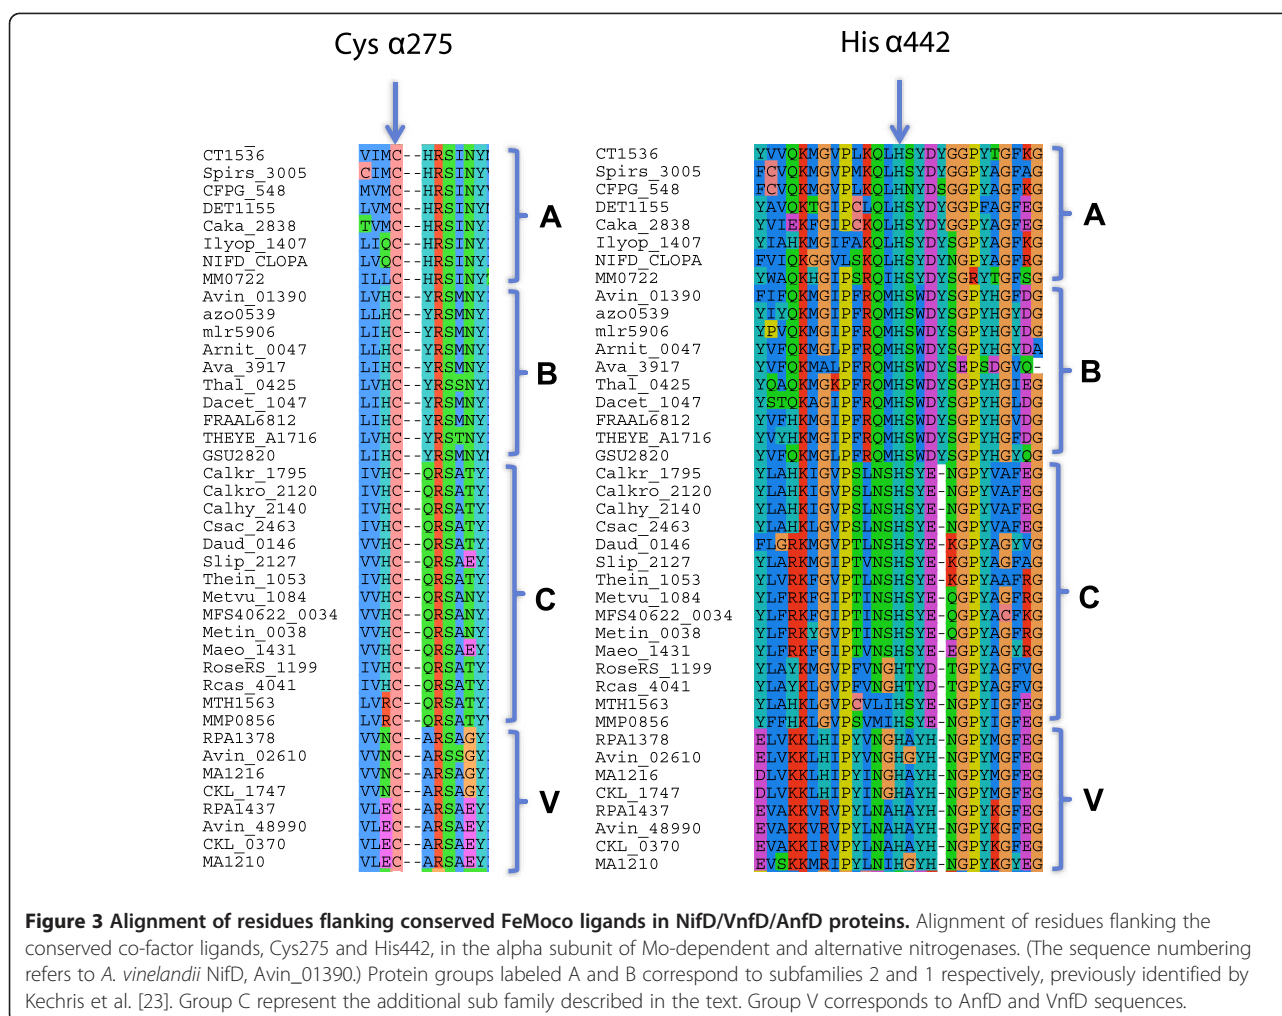 Cys α275
His α442
CT1536 VIMC--HRSINY
Spirs_3005 CIMC--HRSINY
CFPG_548 MVMC--HRSINY
DET1155 LVMC--HRSINY
Caka_2838 TVMC--HRSINY
Ilyop_1407 LIQC--HRSINY
NIFD_CLOPA LVQC--HRSINY
MM0722 ILLC--HRSINY
A
Avin_01390 LVHC--YRSMNY
azo0539 LLHC--YRSMNY
mlr5906 LIHC--YRSMNY
Arnit_0047 LLHC--YRSMNY
Ava_3917 LIHC--YRSMNY
Thal_0425 LVHC--YRSSNY
Dacet_1047 LLHC--YRSMNY
FRAAL6812 LIHC--YRSMNY
THEYE_A1716 LVHC--YRSTNY
GSU2820 LVHC--YRSMNY
B
Calkr_1795 IVHC--QRSATY
Calkro_2120 IVHC--QRSATY
Calhy_2140 IVHC--QRSATY
Csac_2463 IVHC--QRSATY
Daud_0146 VVHC--QRSATY
Slip_2127 VVHC--QRSAEY
Thein_1053 IVHC--QRSATY
Metvu_1084 VVHC--QRSANY
MFS40622_0034 VVHC--QRSANY
Metin_0038 VVHC--QRSANY
Maeo_1431 VVHC--QRSAEY
RoseRS_1199 IVHC--QRSATY
Rcas_4041 IVHC--QRSATY
MTH1563 LVRC--QRSATY
MMP0856 LVRC--QRSATY
C
RPA1378 VVNC--ARSAGY
Avin_02610 VVNC--ARSSGY
MA1216 VVNC--ARSAGY
CKL_1747 VVNC--ARSAGY
RPA1437 VLEC--ARSAEY
Avin_48990 VLEC--ARSAEY
CKL_0370 VLEC--ARSAEY
MA1210 VLEC--ARSAEY
V
CT1536 YVVQKMGVPLKQLHSYDYGGPYTGFKG
Spirs_3005 FCVQKMGVPMKQLHSYDYGGPYAGFAG
CFPG_548 FCVQKMGVPLKQLHNYDSGGPYAGFKG
DET1155 YAVQKTGIPCLQLHSYDYGGPFAGFEG
Caka_2838 YVIEKFGIPCKQLHSYDYGGPYAGFEG
Ilyop_1407 YIAHKMGIFAKQLHSYDYSGPYAGFKG
NIFD_CLOPA FVIQKGGVLSKQLHSYDYNGPYAGFRG
MM0722 YWAQKHGIPSRQIHSYDYSGRYTGFSG
A
Avin_01390 FIFQKMGIPFRQMHSWDYSGPYHGFDG
azo0539 YIYQKMGIPFRQMHSWDYSGPYHGYDG
mlr5906 YPVQKMGIPFRQMHSWDYSGPYHGYDG
Arnit_0047 YVFQKMGLPFRQMHSWDYSGPYHGYDA
Ava_3917 YVFQKMALPFRQMHSWDYSEPSDGVQ-
Thal_0425 YQAQKMGKPFRQMHSWDYSGPYHGIEG
Dacet_1047 YSTQKAGIPFRQMHSWDYSGPYHGLDG
FRAAL6812 YVFHKMGIPFRQMHSWDYSGPYHGVDG
THEYE_A1716 YVYHKMGIPFRQMHSWDYSGPYHGFDG
GSU2820 YVFQKMGLPFRQMHSWDYSGPYHGYQG
B
Calkr_1795 YLAHKIGVPSLNSHSYE-NGPYVAFEG
Calkro_2120 YLAHKIGVPSLNSHSYE-NGPYVAFEG
Calhy_2140 YLAHKIGVPSLNSHSYE-NGPYVAFEG
Csac_2463 YLAHKLGVPSLNSHSYE-NGPYVAFEG
Daud_0146 FLGRKMGVPTLNSHSYE-KGPYAGYVG
Slip_2127 YLARKMGVPTLNSHSYE-NGPYAGFAG
Thein_1053 YLVRKFGVPTLNSHSYE-KGPYAAFRG
Metvu_1084 YLFRKFGIPTINSHSYE-QGPYAGFRG
MFS40622_0034 YLFRKFGIPTINSHSYE-QGPYACFKG
Metin_0038 YLFRKYGVPTINSHSYE-QGPYAGFRG
Maeo_1431 YLFRKFGIPTVNSHSYE-EGPYAGYRG
RoseRS_1199 YLAYKMGVPFVNGHTYD-TGPYAGFVG
Rcas_4041 YLAYKLGVPFVNGHTYD-TGPYAGFVG
MTH1563 YLAHKLGVPCVLIHSYE-NGPYIGFEG
MMP0856 YFFHKLGVPSVMIHSYE-NGPYIGFEG
C
RPA1378 ELVKKLHIPYVNGHAYH-NGPYMGFEG
Avin_02610 ELVKKLHIPYVNGHGYH-NGPYMGFEG
MA1216 DLVKKLHIPYINGHAYH-NGPYMGFEG
CKL_1747 DLVKKLHIPYINGHAYH-NGPYMGFEG
RPA1437 EVAKKVRVPYLNAHAYH-NGPYKGFEG
Avin_48990 EVAKKVRVPYLNAHAYH-NGPYKGFEG
CKL_0370 EVAKKIRVPYLNAHAYH-NGPYKGFEG
MA1210 EVSKKMRIPYLNIHGYH-NGPYKGYEG
V
Figure 3 Alignment of residues flanking conserved FeMoco ligands in NifD/VnfD/AnfD proteins. Alignment of residues flanking the
conserved co-factor ligands, Cys275 and His442, in the alpha subunit of Mo-dependent and alternative nitrogenases. (The sequence numbering
refers to A. vinelandii NifD, Avin_01390.) Protein groups labeled A and B correspond to subfamilies 2 and 1 respectively, previously identified by
Kechris et al. [23]. Group C represent the additional sub family described in the text. Group V corresponds to AnfD and VnfD sequences.